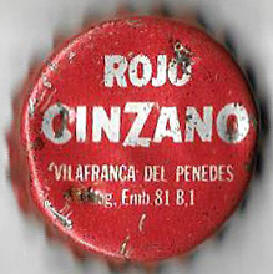 ROJO
CINZANO
VILAFRANCA DEL PENEDES
Emb 81 B,1